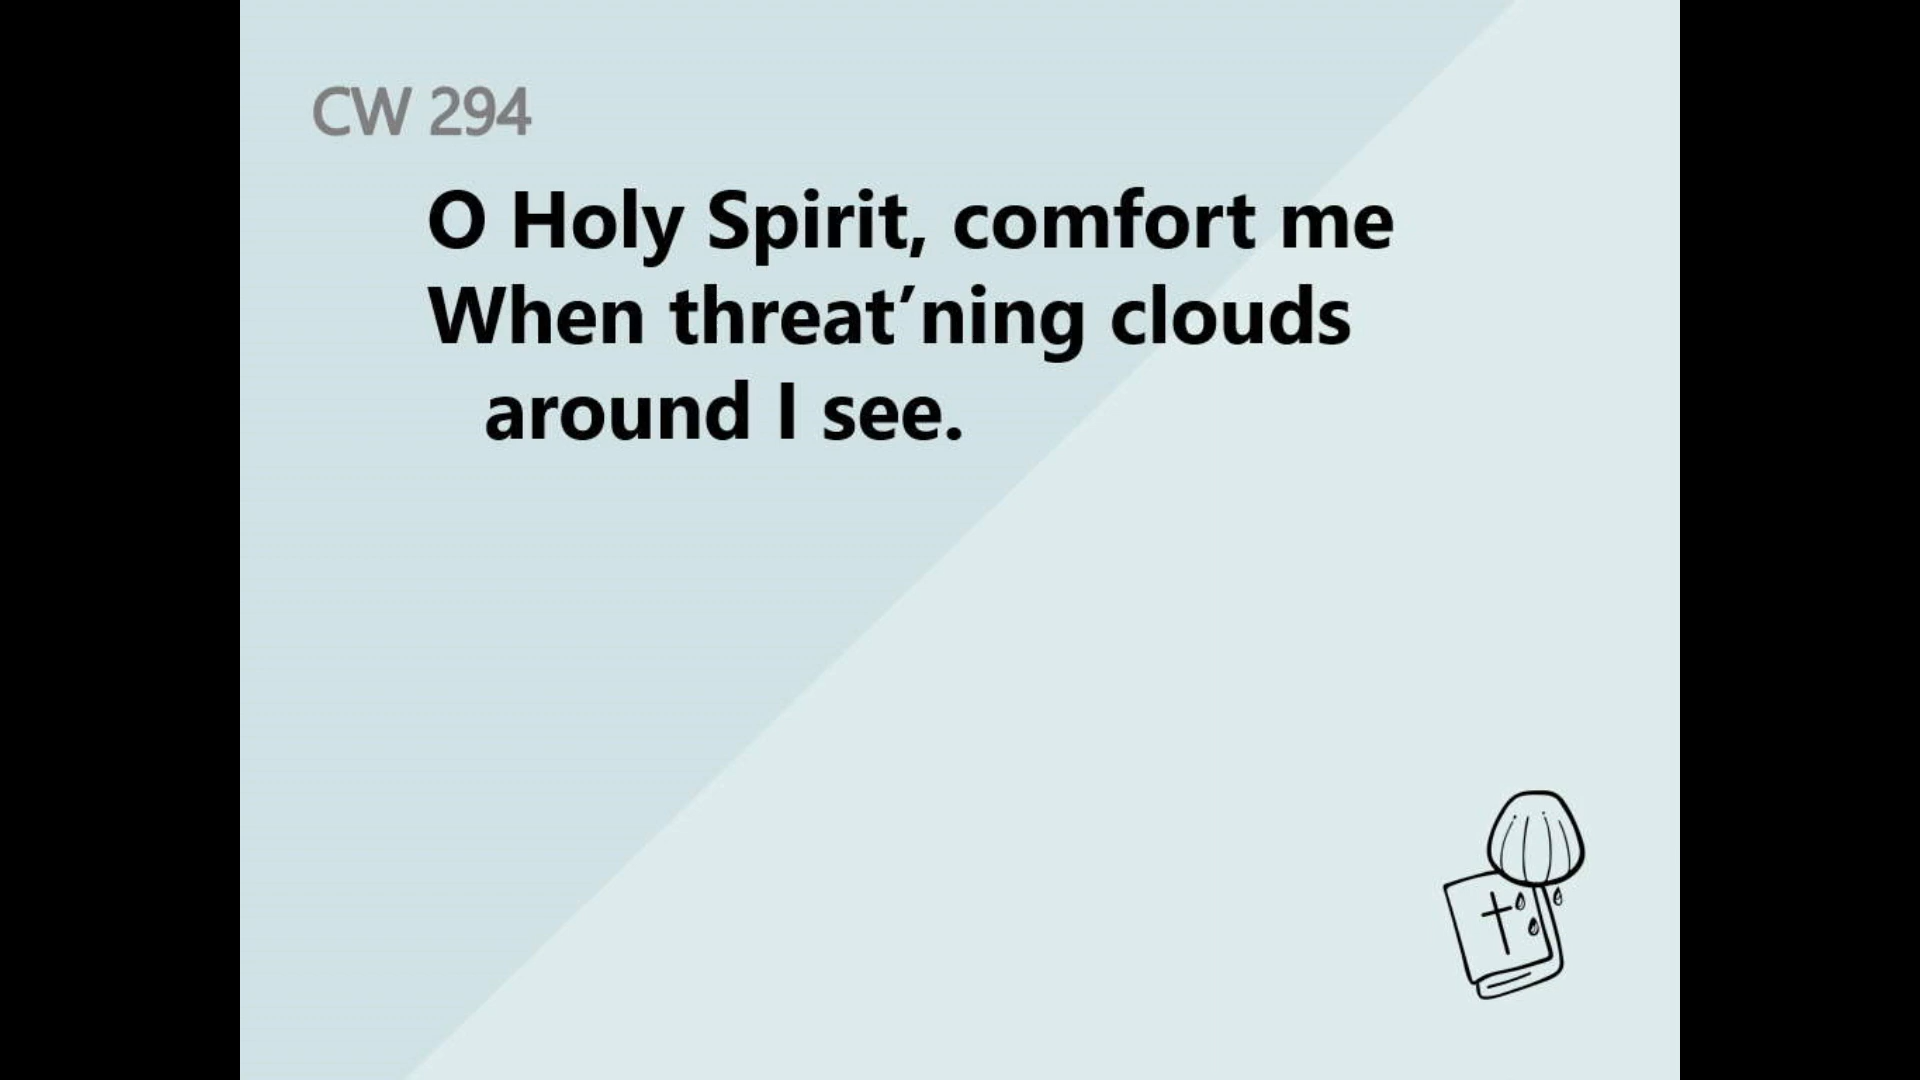 CW 294
O Holy Spirit, comfort me
When threat’ning clouds
around I see.